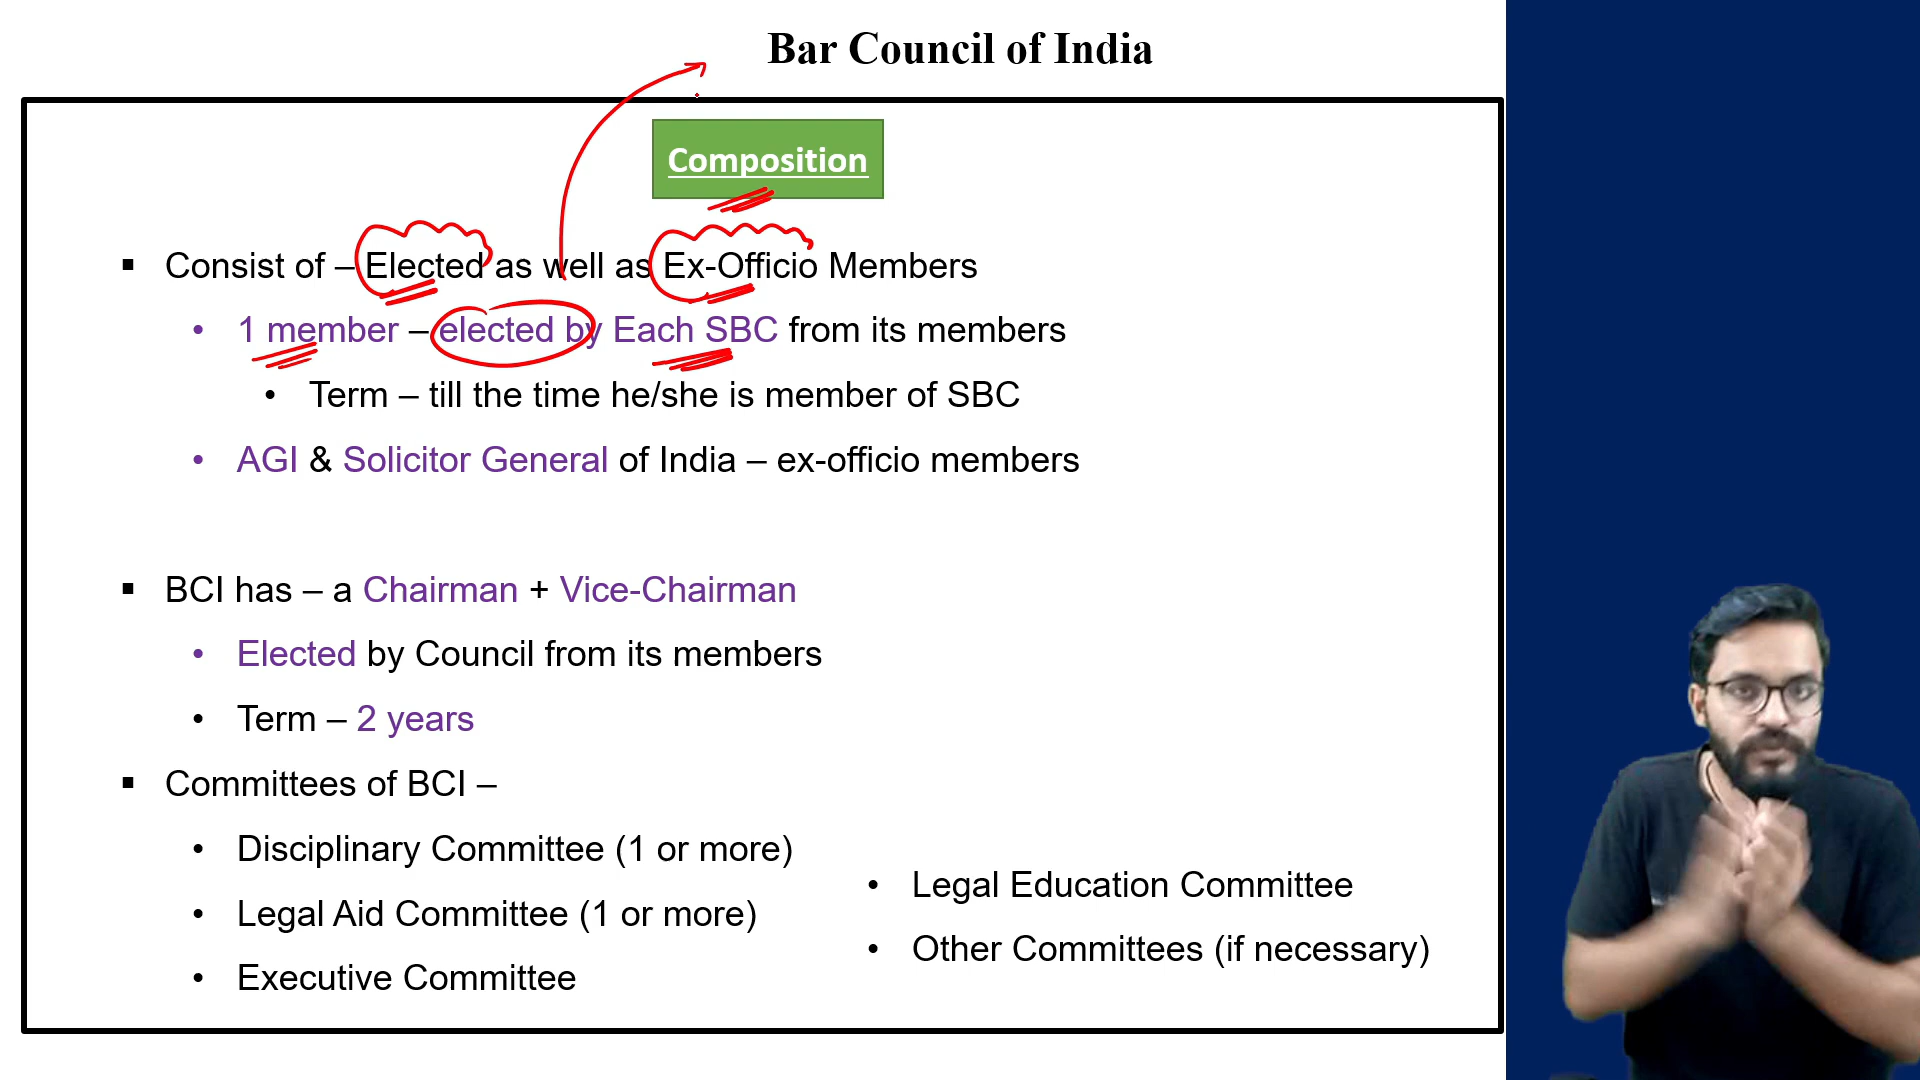 Bar Council of India
Composition
▪ Consist of – Elected as well as Ex-Officio Members
• 1 member – elected by Each SBC from its members
• Term – till the time he/she is member of SBC
• AGI & Solicitor General of India – ex-officio members
▪ BCI has – a Chairman + Vice-Chairman
• Elected by Council from its members
• Term – 2 years
▪ Committees of BCI –
• Disciplinary Committee (1 or more)
• Legal Aid Committee (1 or more)
• Executive Committee
• Legal Education Committee
• Other Committees (if necessary)